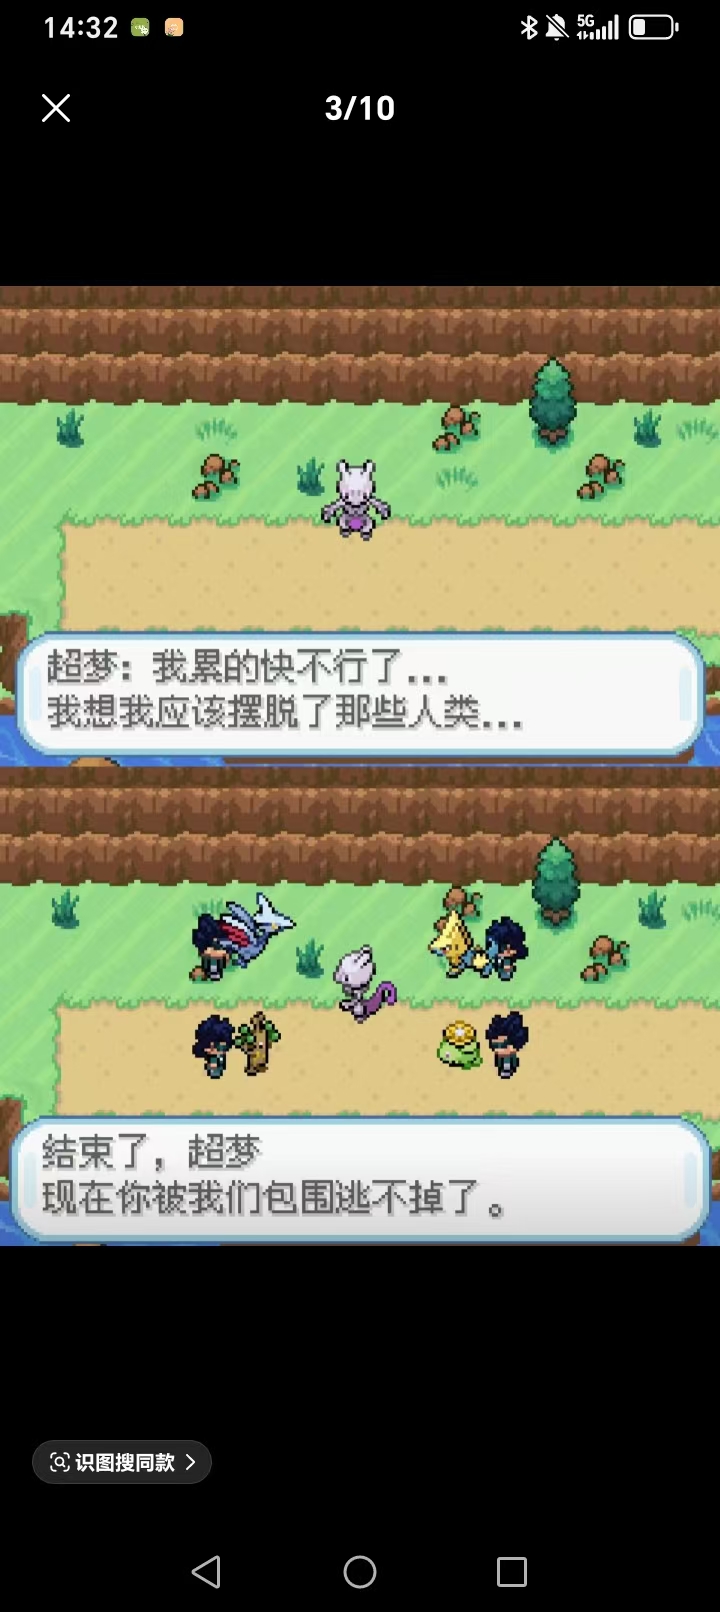 14:32
5G
3/10
超梦：我累的快不行了...
我想我应该摆脱了那些人类...
结束了，超梦
现在你被我们包围逃不掉了。
识图搜同款